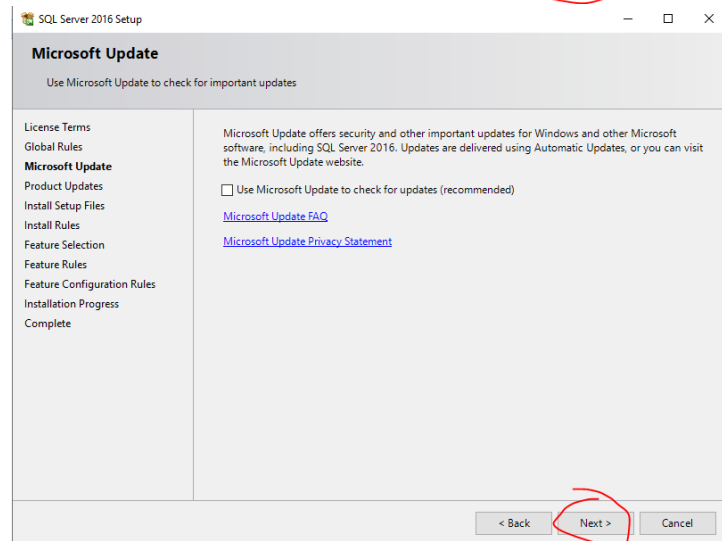 SQL Server 2016 Setup
Microsoft Update
Use Microsoft Update to check for important updates
License Terms
Global Rules
Microsoft Update
Product Updates
Install Setup Files
Install Rules
Feature Selection
Feature Rules
Feature Configuration Rules
Installation Progress
Complete
Microsoft Update offers security and other important updates for Windows and other Microsoft
software, including SQL Server 2016. Updates are delivered using Automatic Updates, or you can visit
the Microsoft Update website.
Use Microsoft Update to check for updates (recommended)
Microsoft Update FAQ
Microsoft Update Privacy Statement
< Back Next > Cancel